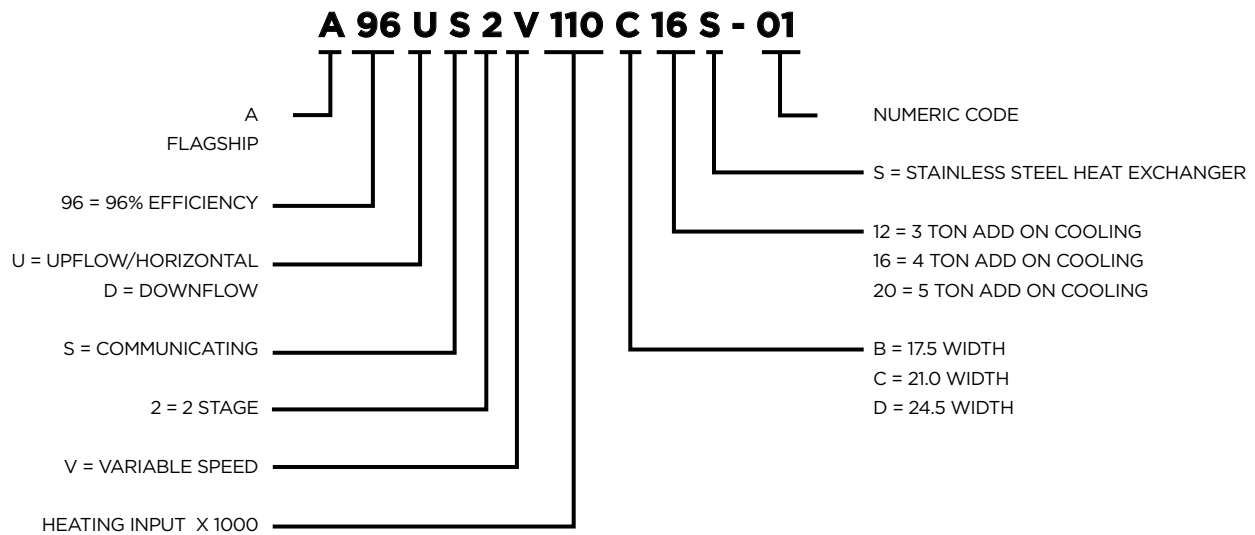 A 96 U S 2 V 110 C 16 S - 01
A
FLAGSHIP
96 = 96% EFFICIENCY
U = UPFLOW/HORIZONTAL
D = DOWNFLOW
S = COMMUNICATING
2 = 2 STAGE
V = VARIABLE SPEED
HEATING INPUT X 1000
NUMERIC CODE
S = STAINLESS STEEL HEAT EXCHANGER
12 = 3 TON ADD ON COOLING
16 = 4 TON ADD ON COOLING
20 = 5 TON ADD ON COOLING
B = 17.5 WIDTH
C = 21.0 WIDTH
D = 24.5 WIDTH